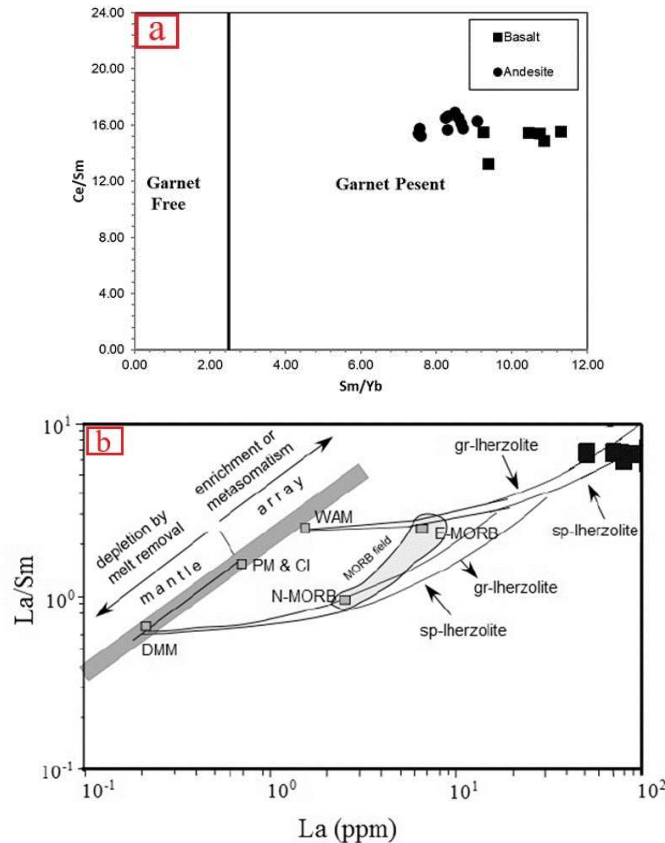 a
24.00
20.00
16.00
12.00
8.00
4.00
0.00
Ce/Sm
Basalt
Andesite
Garnet
Free
Garnet Pesent
0.00 2.00 4.00 6.00 8.00 10.00 12.00
Sm/Yb
b
10¹
10⁰
10⁻¹
La/Sm
enrichment or
metasomatism
depletion by
melt removal
array
mantle
gr-lherzolite
WAM
E-MORB
sp-lherzolite
PM & CI
MORB field
N-MORB
gr-lherzolite
sp-lherzolite
DMM
10⁻¹ 10⁰ 10¹ 10²
La (ppm)